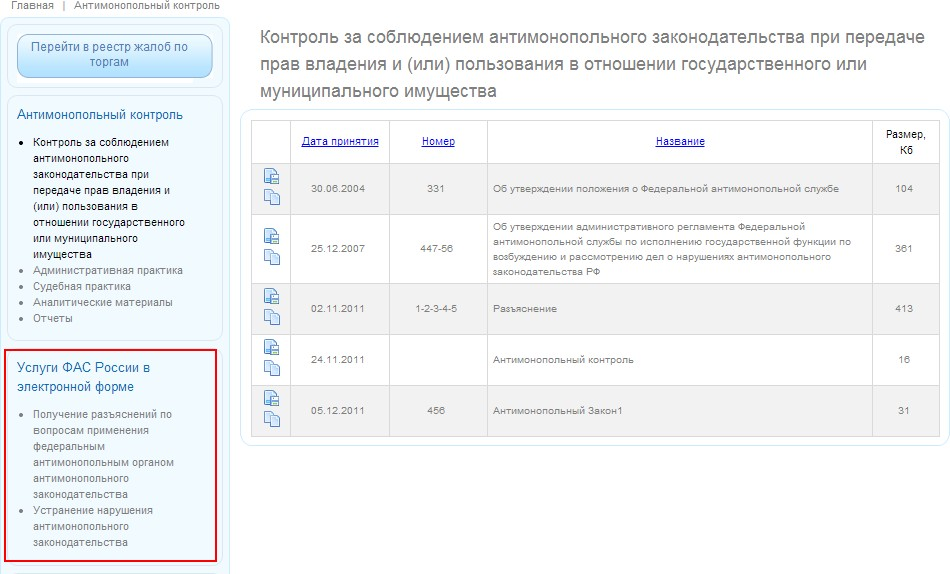 Главная | Антимонопольный контроль
Перейти в реестр жалоб по
торгам
Антимонопольный контроль
Контроль за соблюдением
антимонопольного
законодательства при
передаче прав владения и
(или) пользования в
отношении государственного
или муниципального
имущества
Административная практика
Судебная практика
Аналитические материалы
Отчеты
Услуги ФАС России в
электронной форме
Получение разъяснений по
вопросам применения
федеральным
антимонопольным органом
антимонопольного
законодательства
Устранение нарушения
антимонопольного
законодательства
Контроль за соблюдением антимонопольного законодательства при передаче
прав владения и (или) пользования в отношении государственного или
муниципального имущества
Дата принятия Номер Название Размер,
Кб
30.06.2004 331 Об утверждении положения о Федеральной антимонопольной службе 104
Об утверждении административного регламента Федеральной
антимонопольной службы по исполнению государственной функции по
25.12.2007 447-56 возбуждению и рассмотрению дел о нарушениях антимонопольного 361
законодательства РФ
02.11.2011 1-2-3-4-5 Разъяснение 413
24.11.2011 Антимонопольный контроль 16
05.12.2011 456 Антимонопольный Закон1 31